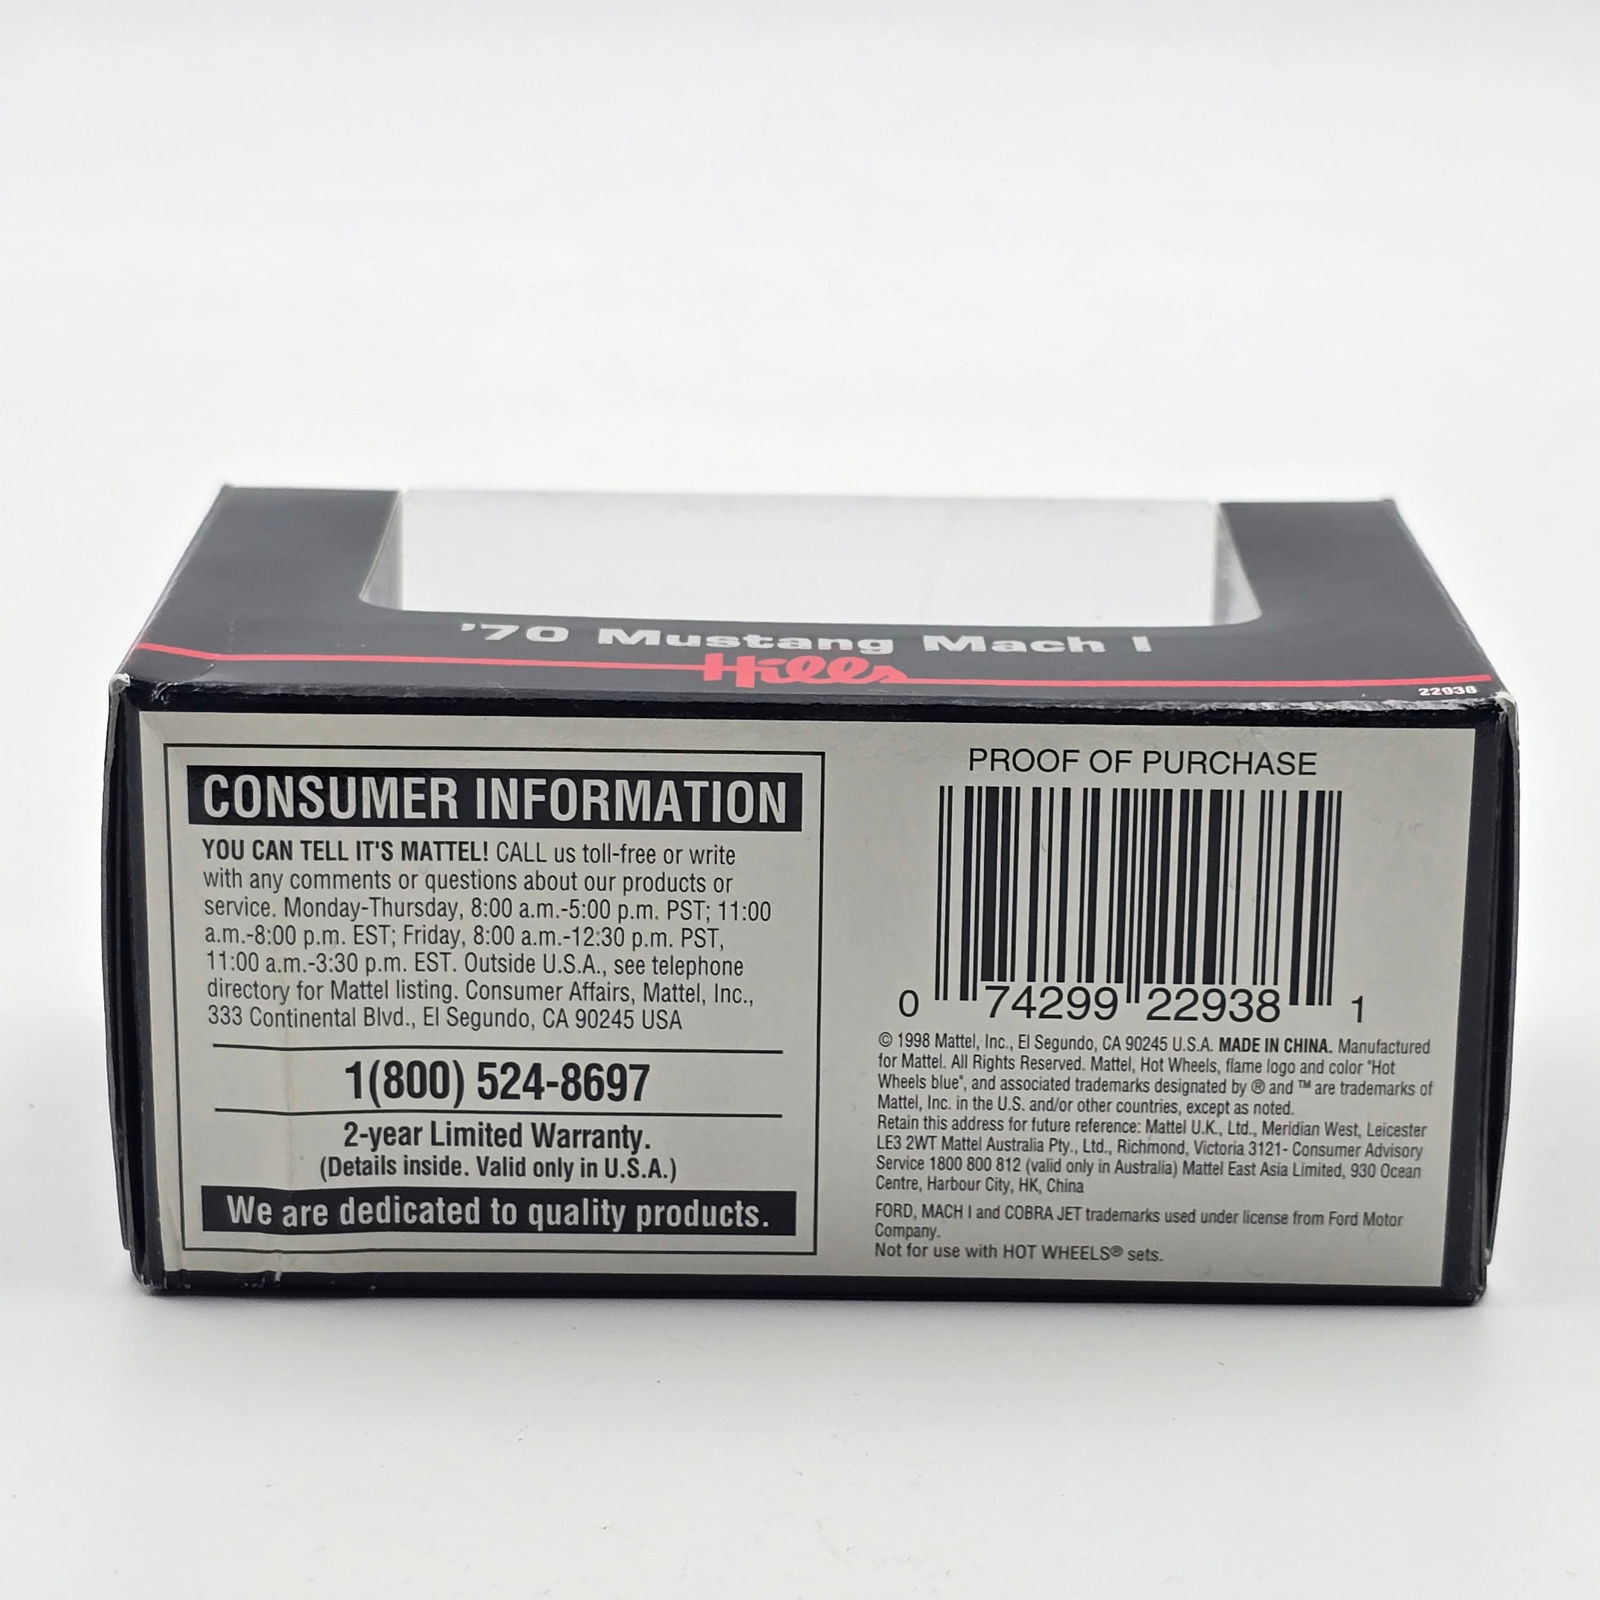 '70 Mustang Mach I
Hills
22938
CONSUMER INFORMATION
YOU CAN TELL IT'S MATTEL! CALL us toll-free or write
with any comments or questions about our products or
service. Monday-Thursday, 8:00 a.m.-5:00 p.m. PST; 11:00
a.m.-8:00 p.m. EST; Friday, 8:00 a.m.-12:30 p.m. PST,
11:00 a.m.-3:30 p.m. EST. Outside U.S.A., see telephone
directory for Mattel listing. Consumer Affairs, Mattel, Inc.,
333 Continental Blvd., El Segundo, CA 90245 USA
1(800) 524-8697
2-year Limited Warranty.
(Details inside. Valid only in U.S.A.)
We are dedicated to quality products.
PROOF OF PURCHASE
0 74299 22938 1
© 1998 Mattel, Inc., El Segundo, CA 90245 U.S.A. MADE IN CHINA. Manufactured
for Mattel. All Rights Reserved. Mattel, Hot Wheels, flame logo and color "Hot
Wheels blue", and associated trademarks designated by ® and ™ are trademarks of
Mattel, Inc. in the U.S. and/or other countries, except as noted.
Retain this address for future reference: Mattel U.K., Ltd., Meridian West, Leicester
LE3 2WT Mattel Australia Pty., Ltd., Richmond, Victoria 3121- Consumer Advisory
Service 1800 800 812 (valid only in Australia) Mattel East Asia Limited, 930 Ocean
Centre, Harbour City, HK, China
FORD, MACH I and COBRA JET trademarks used under license from Ford Motor
Company.
Not for use with HOT WHEELS® sets.